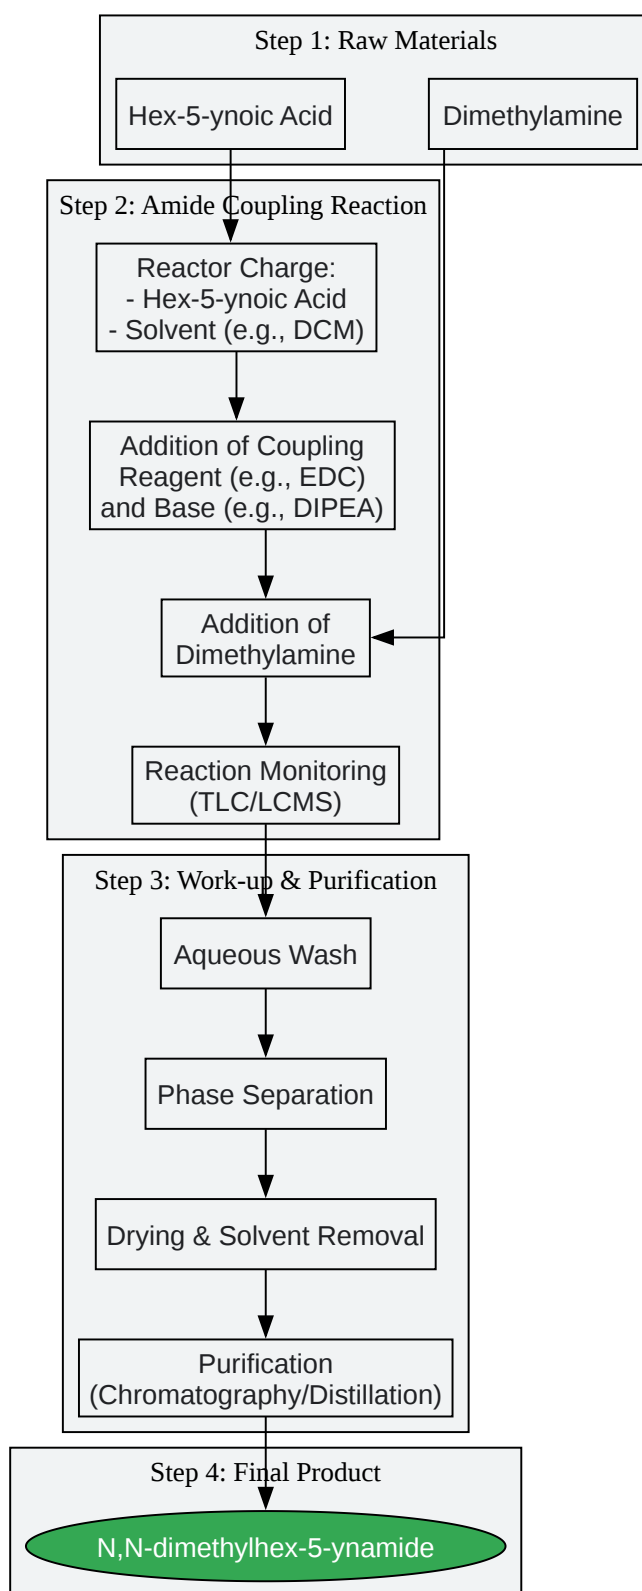 Step 1: Raw Materials
Hex-5-ynoic Acid
Dimethylamine
Step 2: Amide Coupling Reaction
Reactor Charge:
- Hex-5-ynoic Acid
- Solvent (e.g., DCM)
Addition of Coupling
Reagent (e.g., EDC)
and Base (e.g., DIPEA)
Addition of
Dimethylamine
Reaction Monitoring
(TLC/LCMS)
Step 3: Work-up & Purification
Aqueous Wash
Phase Separation
Drying & Solvent Removal
Purification
(Chromatography/Distillation)
Step 4: Final Product
N,N-dimethylhex-5-ynamide